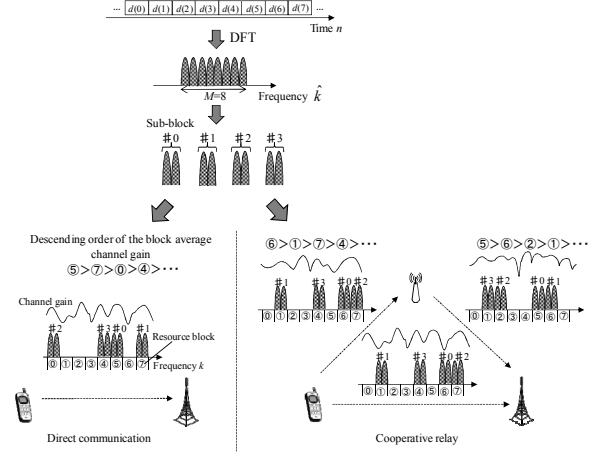 ... d(0) d(1) d(2) d(3) d(4) d(5) d(6) d(7) ...
Time n
DFT
M=8
Frequency k̂
Sub-block
#0 #1 #2 #3
Descending order of the block average
channel gain
⑤>⑦>⓪>④>···
Channel gain
#2 #3 #0 #1
Resource block
⓪ ① ② ③ ④ ⑤ ⑥ ⑦
Frequency k
Direct communication
⑥>①>⑦>④>···
#1 #3 #0 #2
⓪ ① ② ③ ④ ⑤ ⑥ ⑦
⑤>⑥>②>①>···
#3 #2 #0 #1
⓪ ① ② ③ ④ ⑤ ⑥ ⑦
#1 #3 #0 #2
⓪ ① ② ③ ④ ⑤ ⑥ ⑦
Cooperative relay